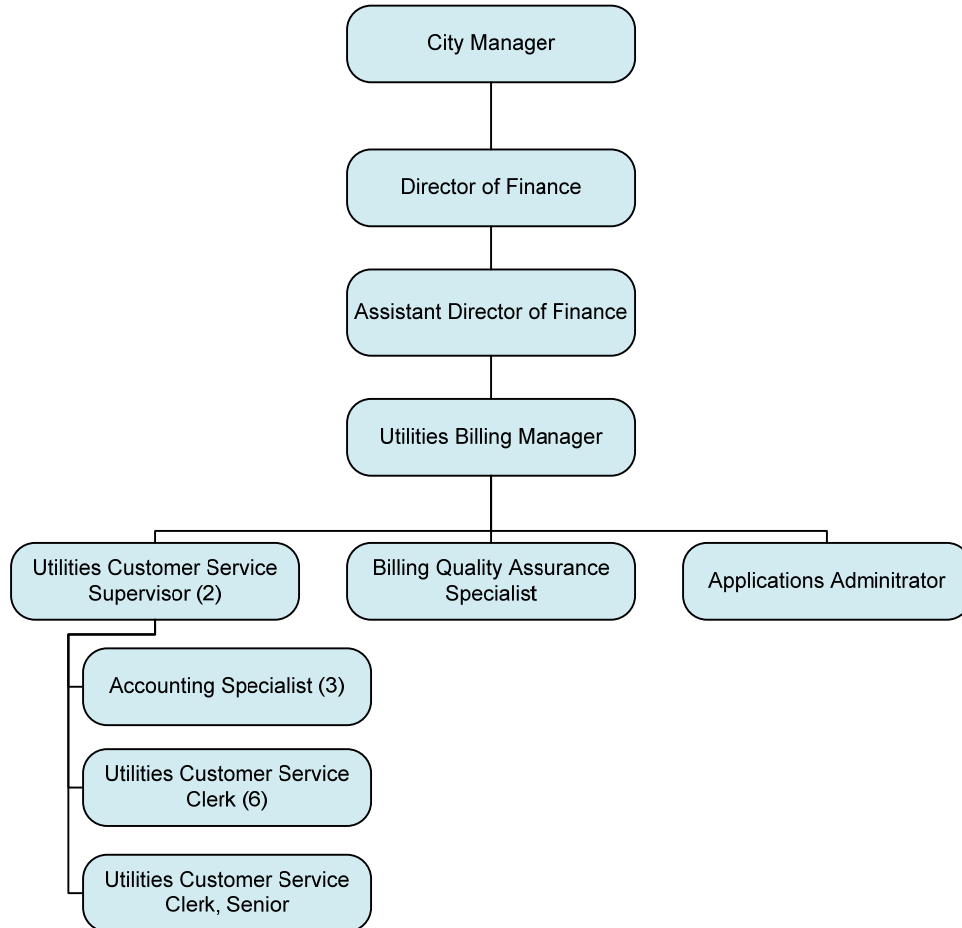 City Manager
Director of Finance
Assistant Director of Finance
Utilities Billing Manager
Utilities Customer Service
Supervisor (2)
Billing Quality Assurance
Specialist
Applications Adminitrator
Accounting Specialist (3)
Utilities Customer Service
Clerk (6)
Utilities Customer Service
Clerk, Senior